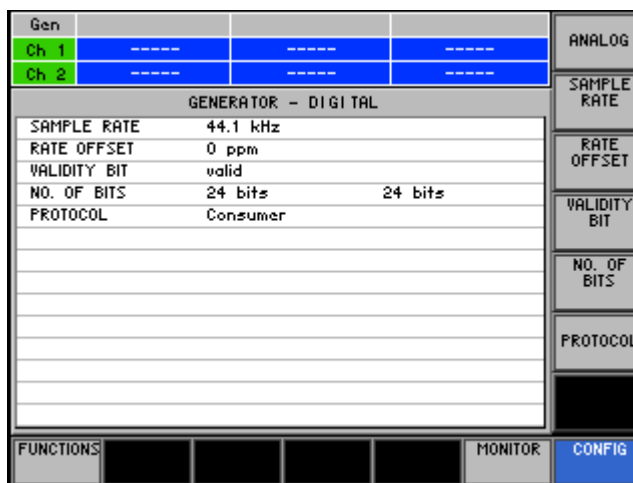 Gen
Ch 1 ----- ----- -----
Ch 2 ----- ----- -----
GENERATOR - DIGITAL
SAMPLE RATE 44.1 kHz
RATE OFFSET 0 ppm
VALIDITY BIT valid
NO. OF BITS 24 bits 24 bits
PROTOCOL Consumer
ANALOG
SAMPLE
RATE
RATE
OFFSET
VALIDITY
BIT
NO. OF
BITS
PROTOCOL
FUNCTIONS MONITOR CONFIG